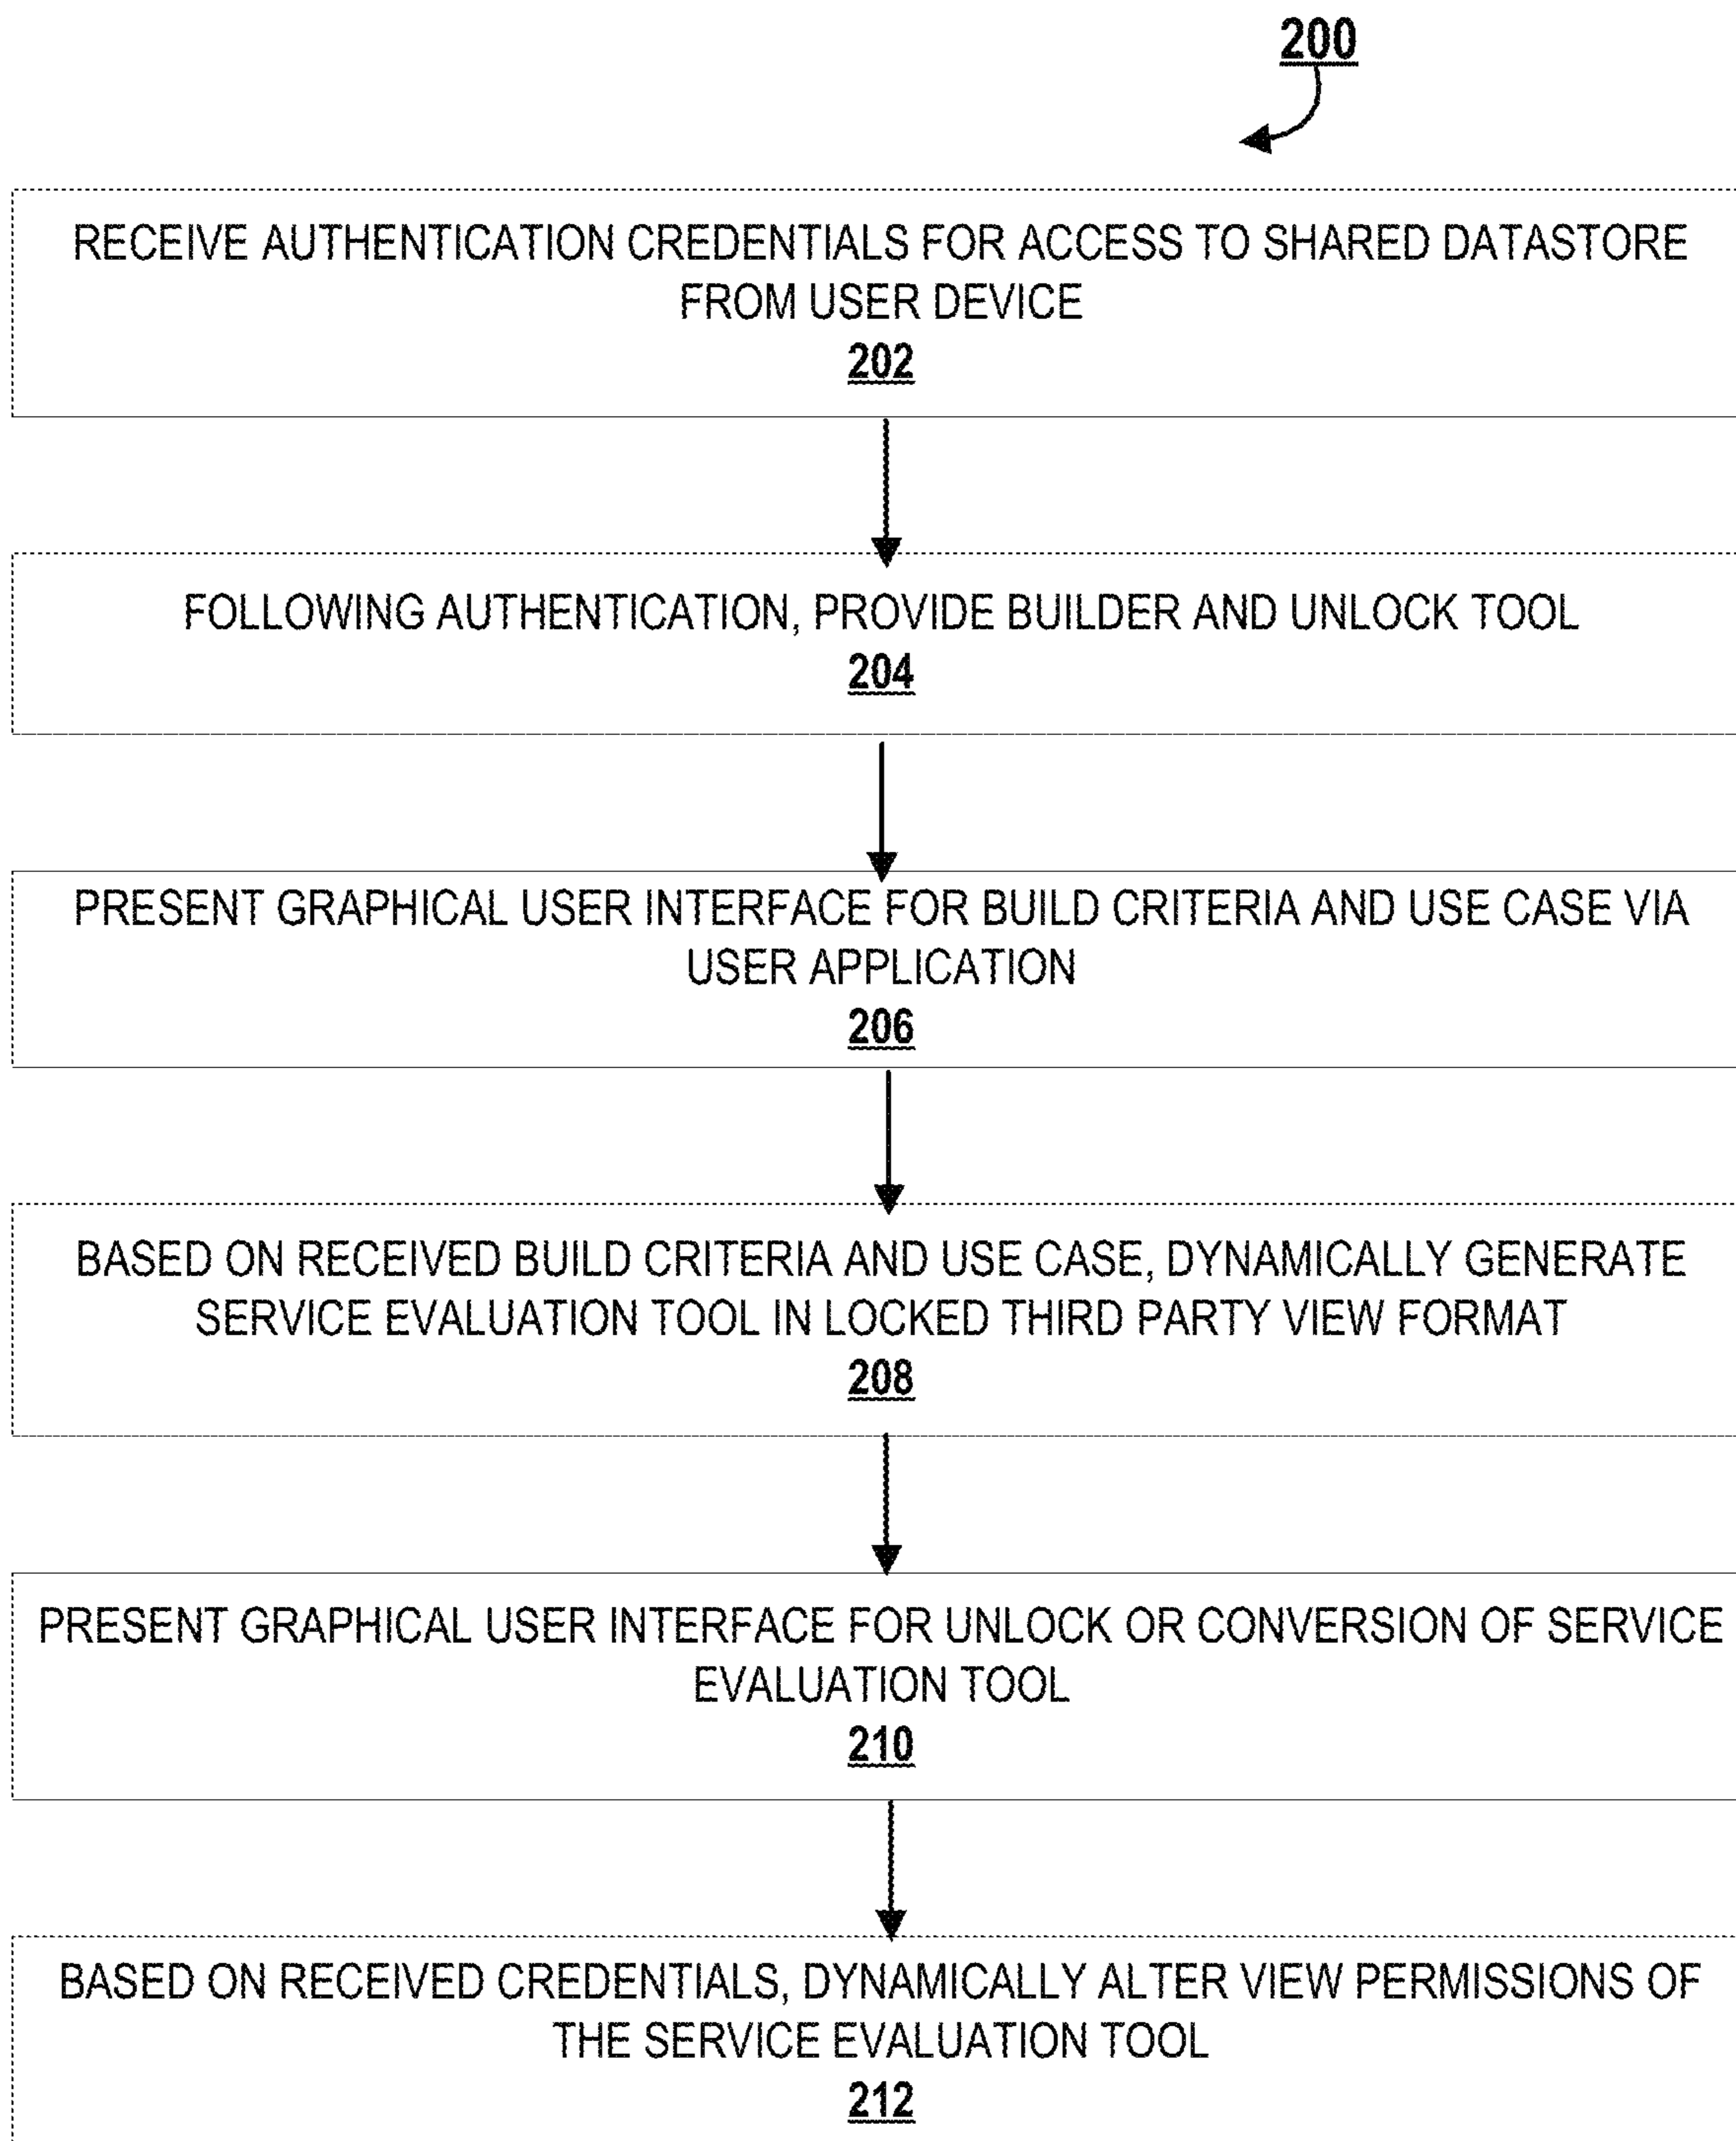 200
RECEIVE AUTHENTICATION CREDENTIALS FOR ACCESS TO SHARED DATASTORE
FROM USER DEVICE
202
FOLLOWING AUTHENTICATION, PROVIDE BUILDER AND UNLOCK TOOL
204
PRESENT GRAPHICAL USER INTERFACE FOR BUILD CRITERIA AND USE CASE VIA
USER APPLICATION
206
BASED ON RECEIVED BUILD CRITERIA AND USE CASE, DYNAMICALLY GENERATE
SERVICE EVALUATION TOOL IN LOCKED THIRD PARTY VIEW FORMAT
208
PRESENT GRAPHICAL USER INTERFACE FOR UNLOCK OR CONVERSION OF SERVICE
EVALUATION TOOL
210
BASED ON RECEIVED CREDENTIALS, DYNAMICALLY ALTER VIEW PERMISSIONS OF
THE SERVICE EVALUATION TOOL
212